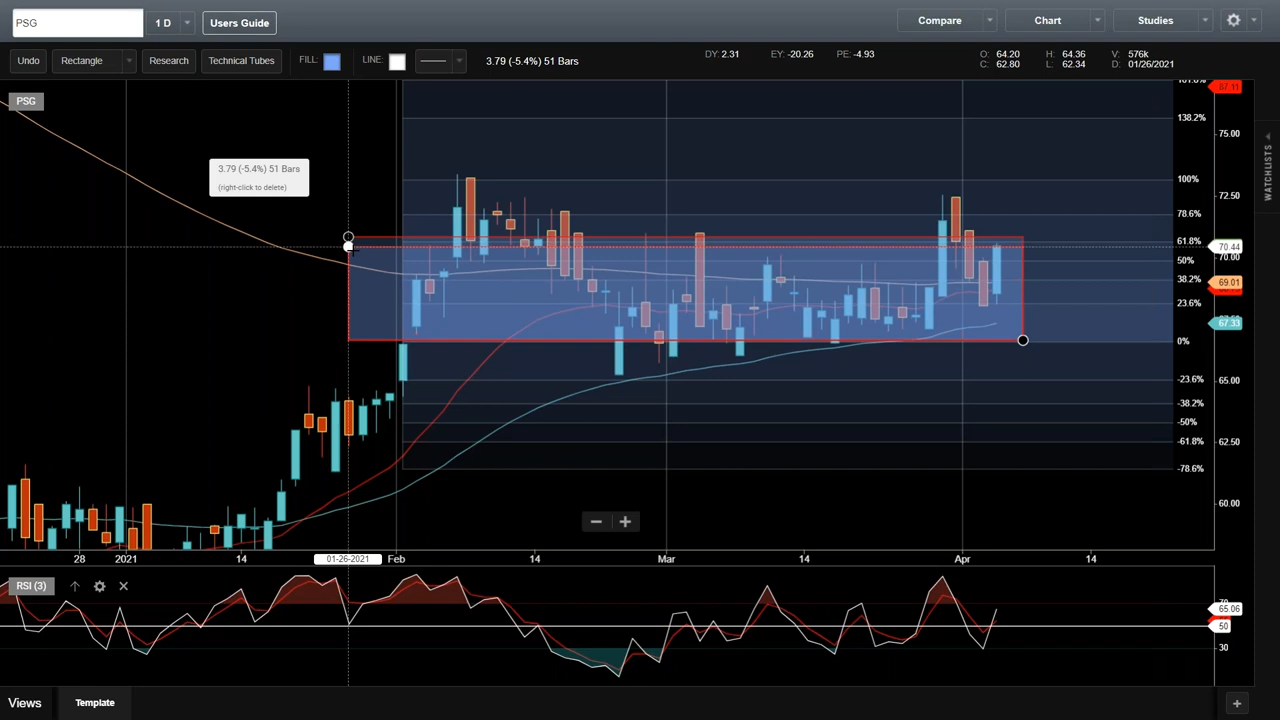 PSG 1 D Users Guide Compare Chart Studies
Undo Rectangle Research Technical Tubes FILL: LINE: 3.79 (-5.4%) 51 Bars DY: 2.31 EY: -20.26 PE: -4.93 O: 64.20 H: 64.36 V: 576k
C: 62.80 L: 62.34 D: 01/26/2021
PSG
87.11
138.2%
75.00
WATCHLISTS
3.79 (-5.4%) 51 Bars
(right-click to delete)
100%
72.50
78.6%
61.8%
70.44
70.00
50%
38.2%
69.01
23.6%
67.33
0%
-23.6%
65.00
-38.2%
-50%
-61.8%
62.50
-78.6%
60.00
28 2021 14 01-26-2021 Feb 14 Mar 14 Apr 14
RSI (3)
70
65.06
50
30
Views Template